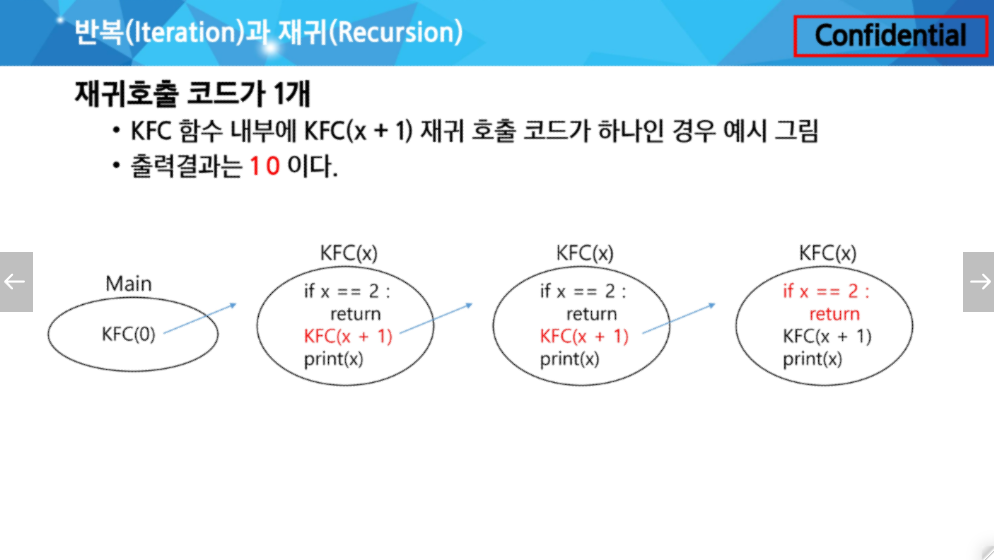 반복(Iteration)과 재귀(Recursion)
Confidential
재귀호출 코드가 1개
• KFC 함수 내부에 KFC(x + 1) 재귀 호출 코드가 하나인 경우 예시 그림
• 출력결과는 1 0 이다.
Main
KFC(0)
KFC(x)
if x == 2 :
return
KFC(x + 1)
print(x)
KFC(x)
if x == 2 :
return
KFC(x + 1)
print(x)
KFC(x)
if x == 2 :
return
KFC(x + 1)
print(x)